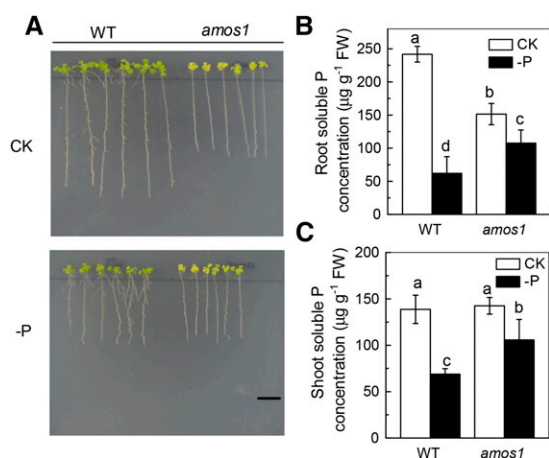 A
WT
amos1
CK
-P
B
Root soluble P
concentration (µg g-1 FW)
250
200
150
100
50
0
a
d
b
c
CK
-P
WT
amos1
C
Shoot soluble P
concentration (µg g-1 FW)
200
150
100
50
0
a
c
a
b
CK
-P
WT
amos1